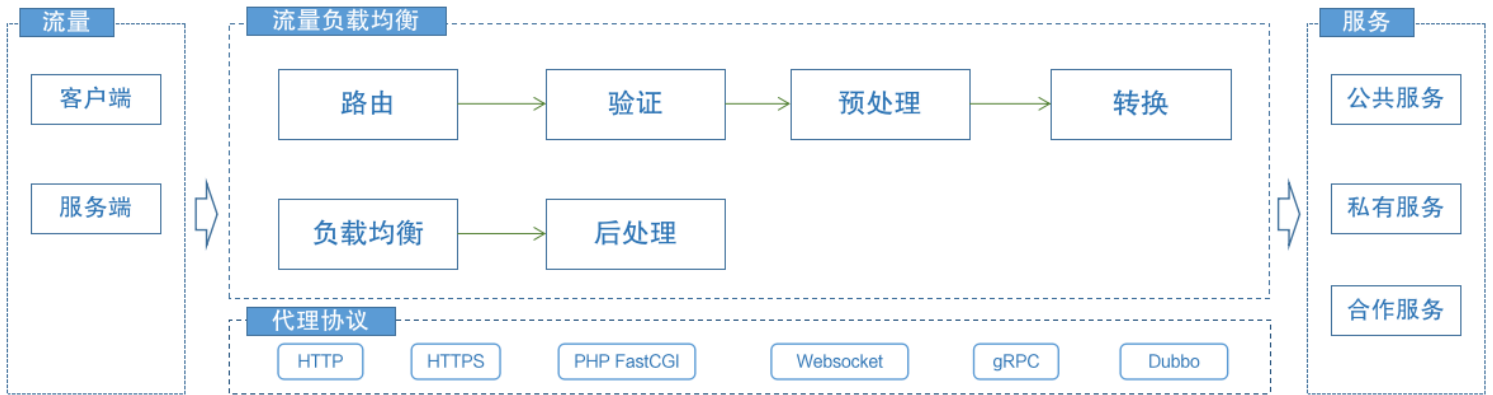 流量
客户端
服务端
流量负载均衡
路由
验证
预处理
转换
负载均衡
后处理
代理协议
HTTP
HTTPS
PHP FastCGI
Websocket
gRPC
Dubbo
服务
公共服务
私有服务
合作服务